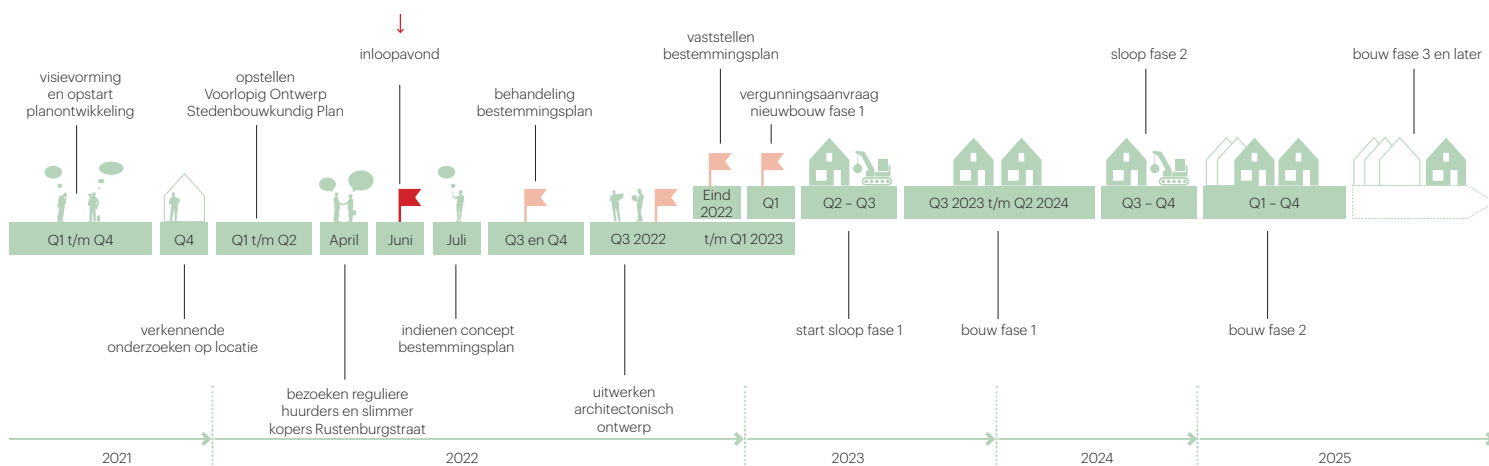 inloopavond
vaststellen
bestemmingsplan
sloop fase 2
bouw fase 3 en later
visievorming
en opstart
planontwikkeling
opstellen
Voorlopig Ontwerp
Stedenbouwkundig Plan
behandeling
bestemmingsplan
vergunningsaanvraag
nieuwbouw fase 1
Eind
2022
Q1
Q2 – Q3
Q3 2023 t/m Q2 2024
Q3 – Q4
Q1 – Q4
Q1 t/m Q4
Q4
Q1 t/m Q2
April
Juni
Juli
Q3 en Q4
Q3 2022
t/m Q1 2023
verkennende
onderzoeken op locatie
indienen concept
bestemmingsplan
start sloop fase 1
bouw fase 1
bouw fase 2
bezoeken reguliere
huurders en slimmer
kopers Rustenburgstraat
uitwerken
architectonisch
ontwerp
2021
2022
2023
2024
2025